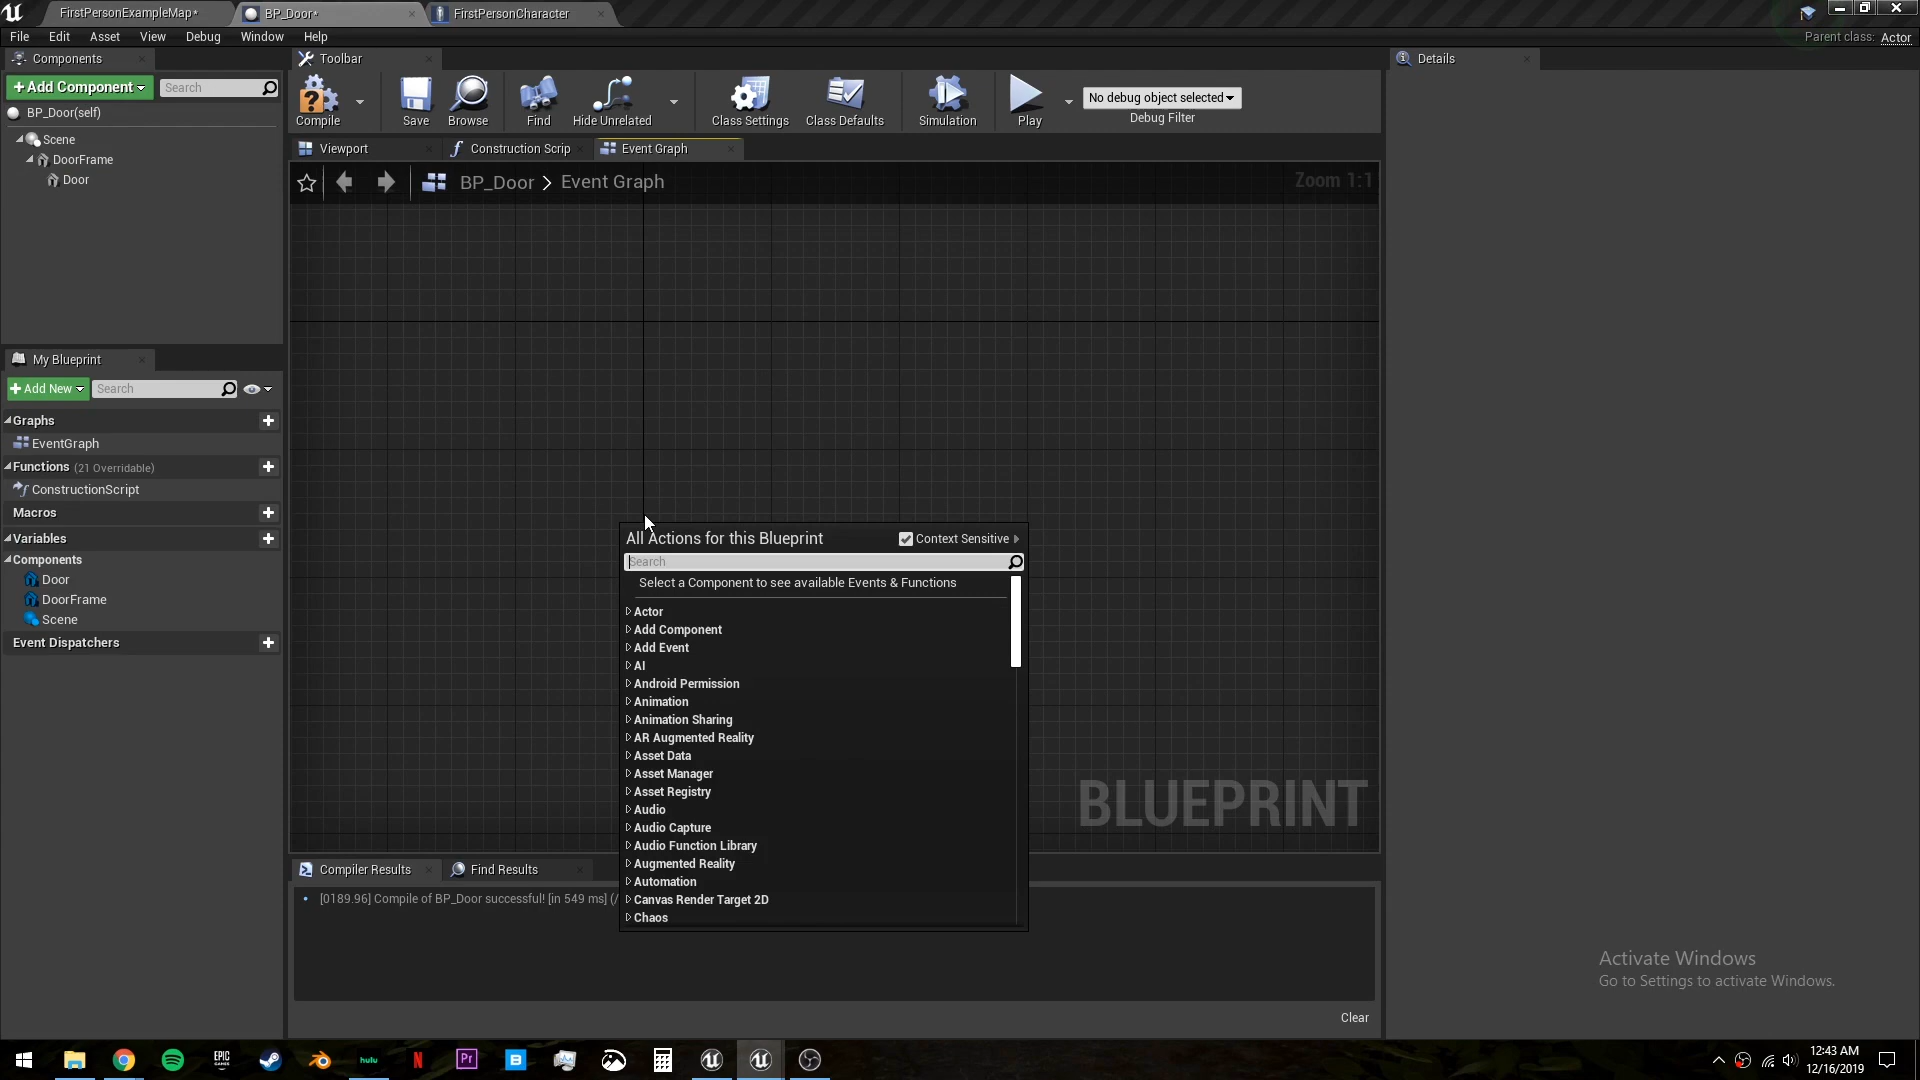 FirstPersonExampleMap*
BP_Door*
FirstPersonCharacter
File Edit Asset View Debug Window Help
Parent class: Actor
Components
Toolbar
Details
+ Add Component
Search
BP_Door(self)
Scene
DoorFrame
Door
Compile
Save
Browse
Find
Hide Unrelated
Class Settings
Class Defaults
Simulation
Play
No debug object selected
Debug Filter
Viewport
Construction Scrip
Event Graph
BP_Door > Event Graph
Zoom 1:1
My Blueprint
+ Add New
Search
Graphs
EventGraph
Functions (21 Overridable)
ConstructionScript
Macros
Variables
Components
Door
DoorFrame
Scene
Event Dispatchers
All Actions for this Blueprint
Context Sensitive
Search
Select a Component to see available Events & Functions
Actor
Add Component
Add Event
AI
Android Permission
Animation
Animation Sharing
AR Augmented Reality
Asset Data
Asset Manager
Asset Registry
Audio
Audio Capture
Audio Function Library
Augmented Reality
Automation
Canvas Render Target 2D
Chaos
BLUEPRINT
Compiler Results
Find Results
[0189.96] Compile of BP_Door successful! [in 549 ms] (/
Activate Windows
Go to Settings to activate Windows.
Clear
EPIC
GAMES
hulu
N
Pr
B
12:43 AM
12/16/2019